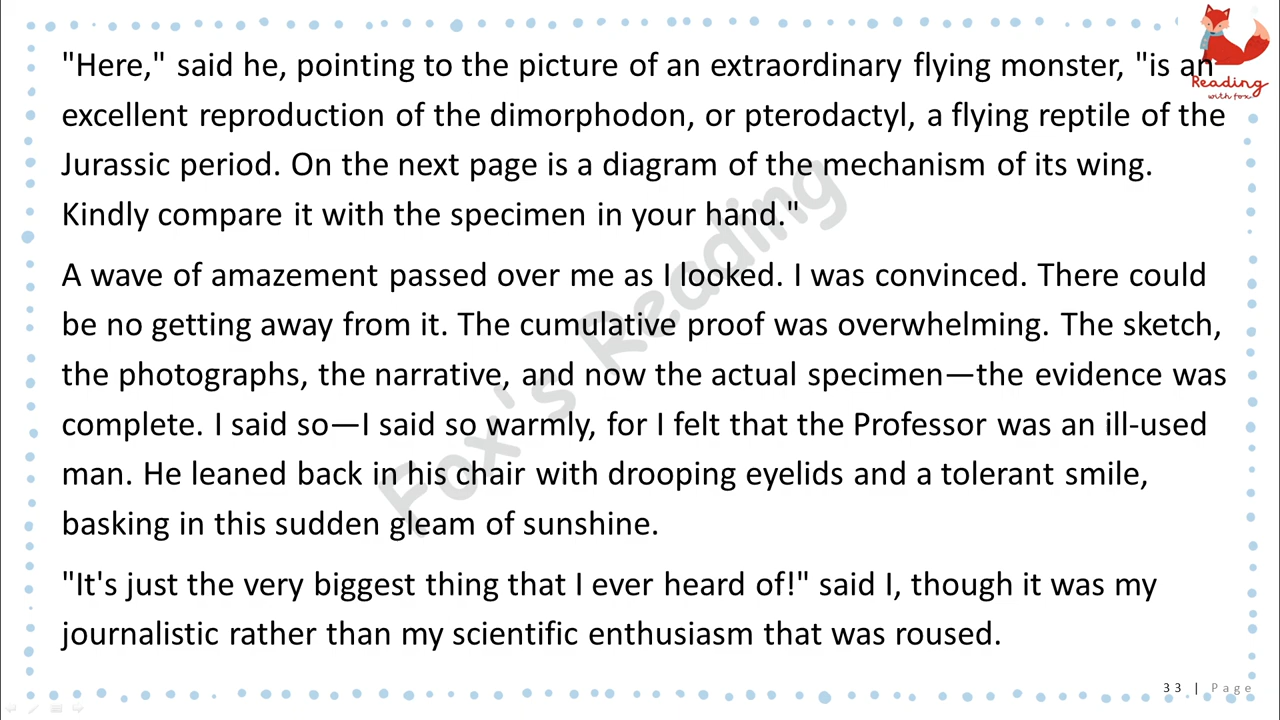 "Here," said he, pointing to the picture of an extraordinary flying monster, "is an
excellent reproduction of the dimorphodon, or pterodactyl, a flying reptile of the
Jurassic period. On the next page is a diagram of the mechanism of its wing.
Kindly compare it with the specimen in your hand."
A wave of amazement passed over me as I looked. I was convinced. There could
be no getting away from it. The cumulative proof was overwhelming. The sketch,
the photographs, the narrative, and now the actual specimen—the evidence was
complete. I said so—I said so warmly, for I felt that the Professor was an ill-used
man. He leaned back in his chair with drooping eyelids and a tolerant smile,
basking in this sudden gleam of sunshine.
"It's just the very biggest thing that I ever heard of!" said I, though it was my
journalistic rather than my scientific enthusiasm that was roused.
Reading
with fox
Fox's Reading
33 | Page